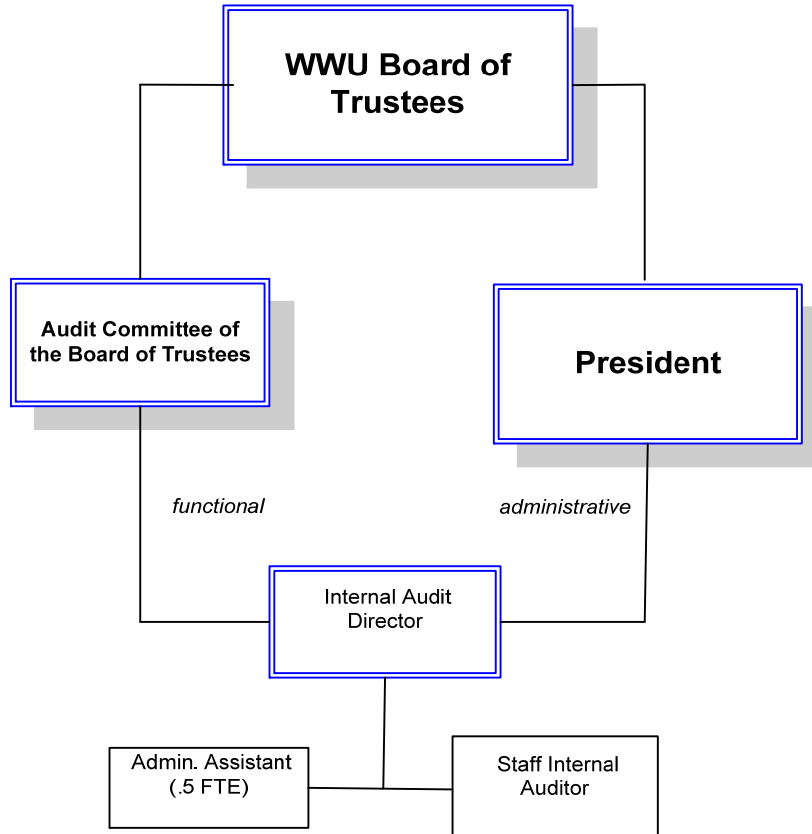 WWU Board of
Trustees
Audit Committee of
the Board of Trustees
President
functional
administrative
Internal Audit
Director
Admin. Assistant
(.5 FTE)
Staff Internal
Auditor